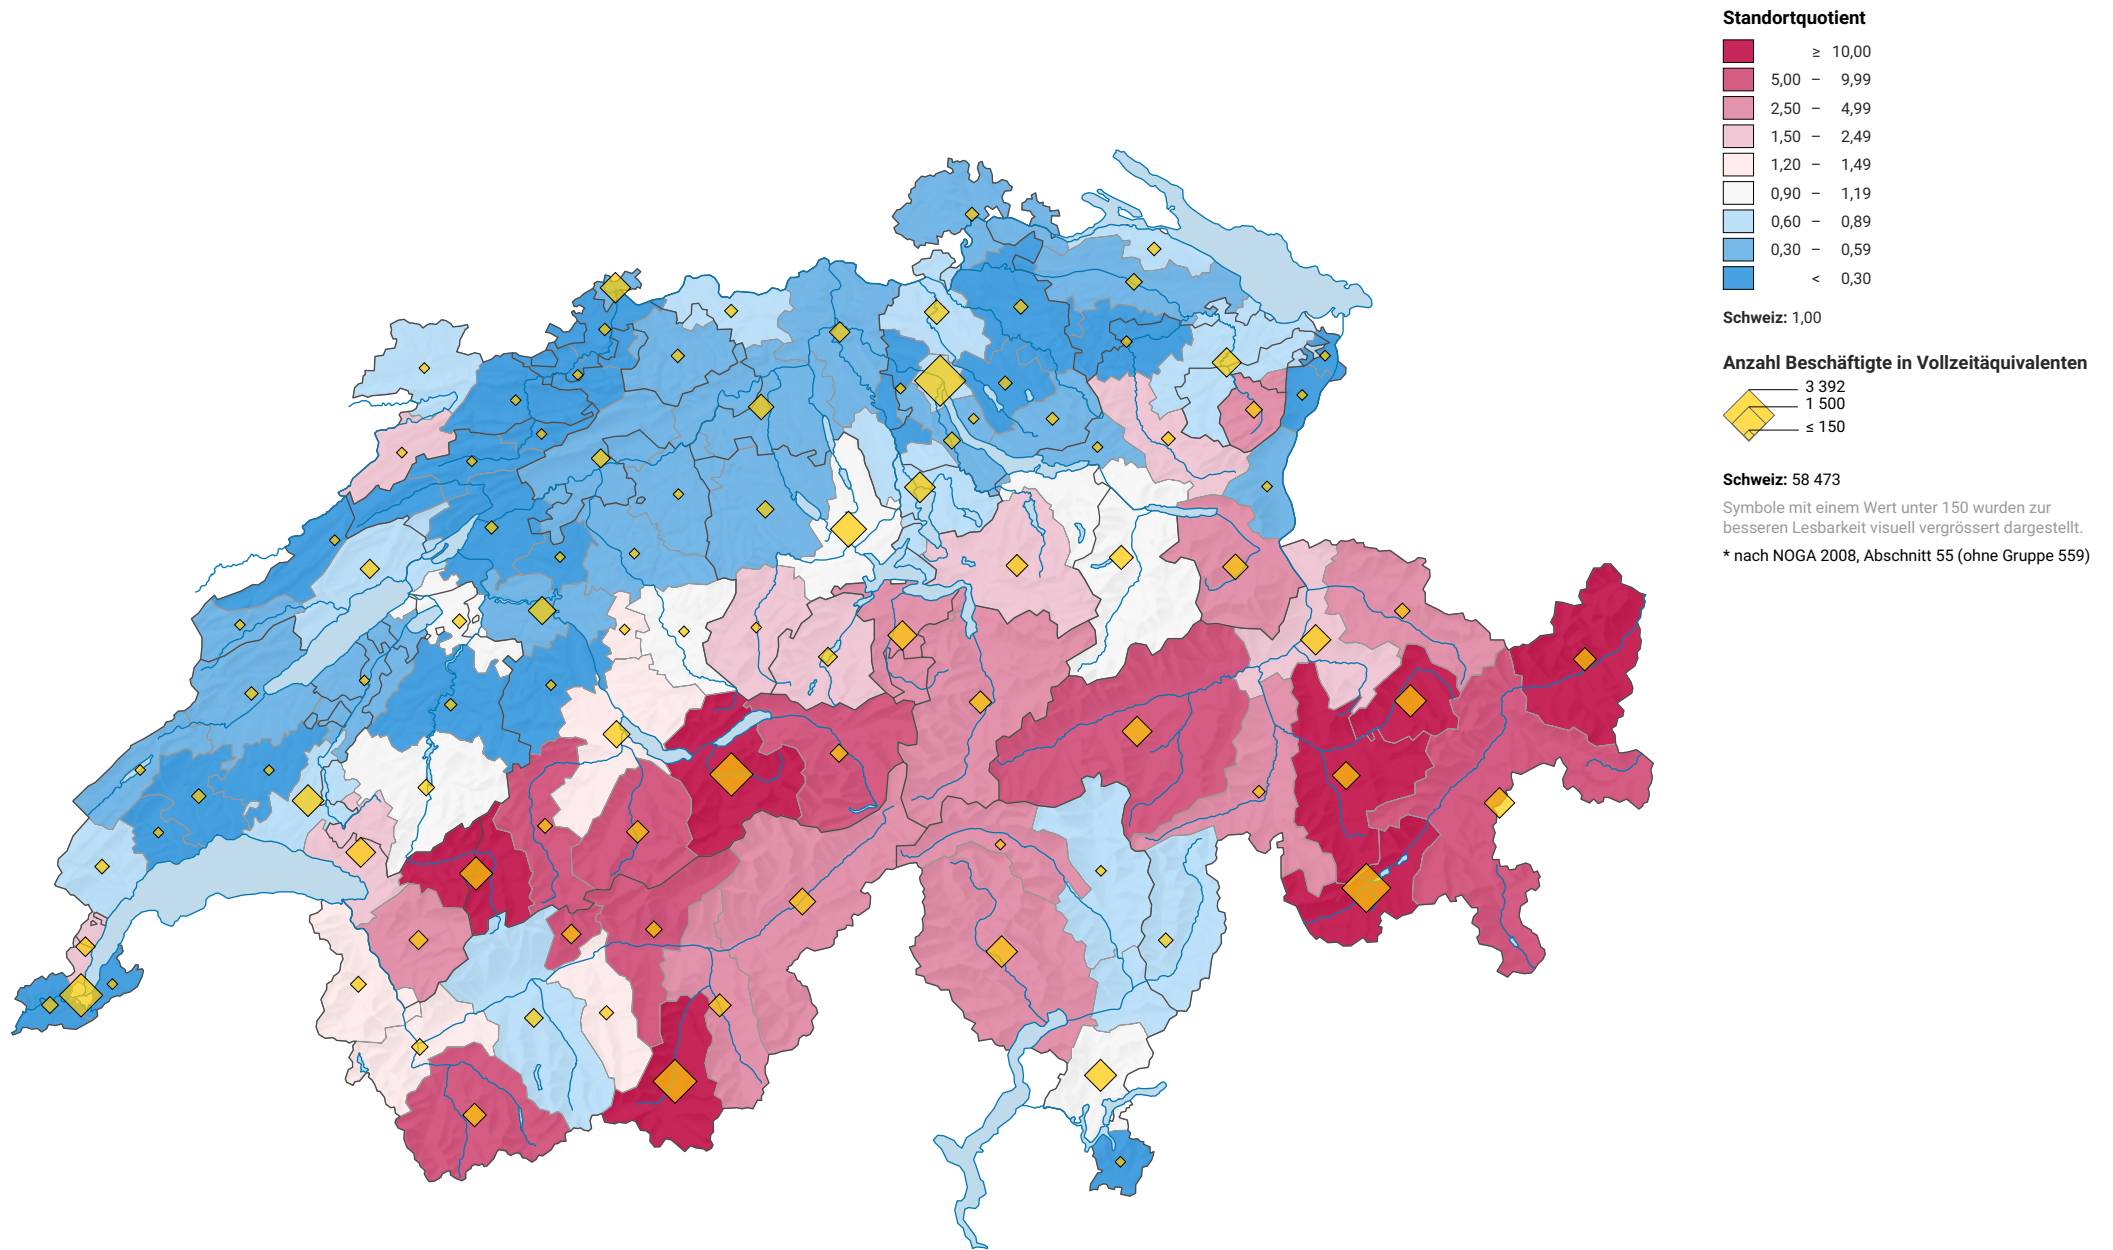 Standortquotient
≥ 10,00
5,00 – 9,99
2,50 – 4,99
1,50 – 2,49
1,20 – 1,49
0,90 – 1,19
0,60 – 0,89
0,30 – 0,59
< 0,30
Schweiz: 1,00
Anzahl Beschäftigte in Vollzeitäquivalenten
3 392
1 500
≤ 150
Schweiz: 58 473
Symbole mit einem Wert unter 150 wurden zur
besseren Lesbarkeit visuell vergrössert dargestellt.
* nach NOGA 2008, Abschnitt 55 (ohne Gruppe 559)